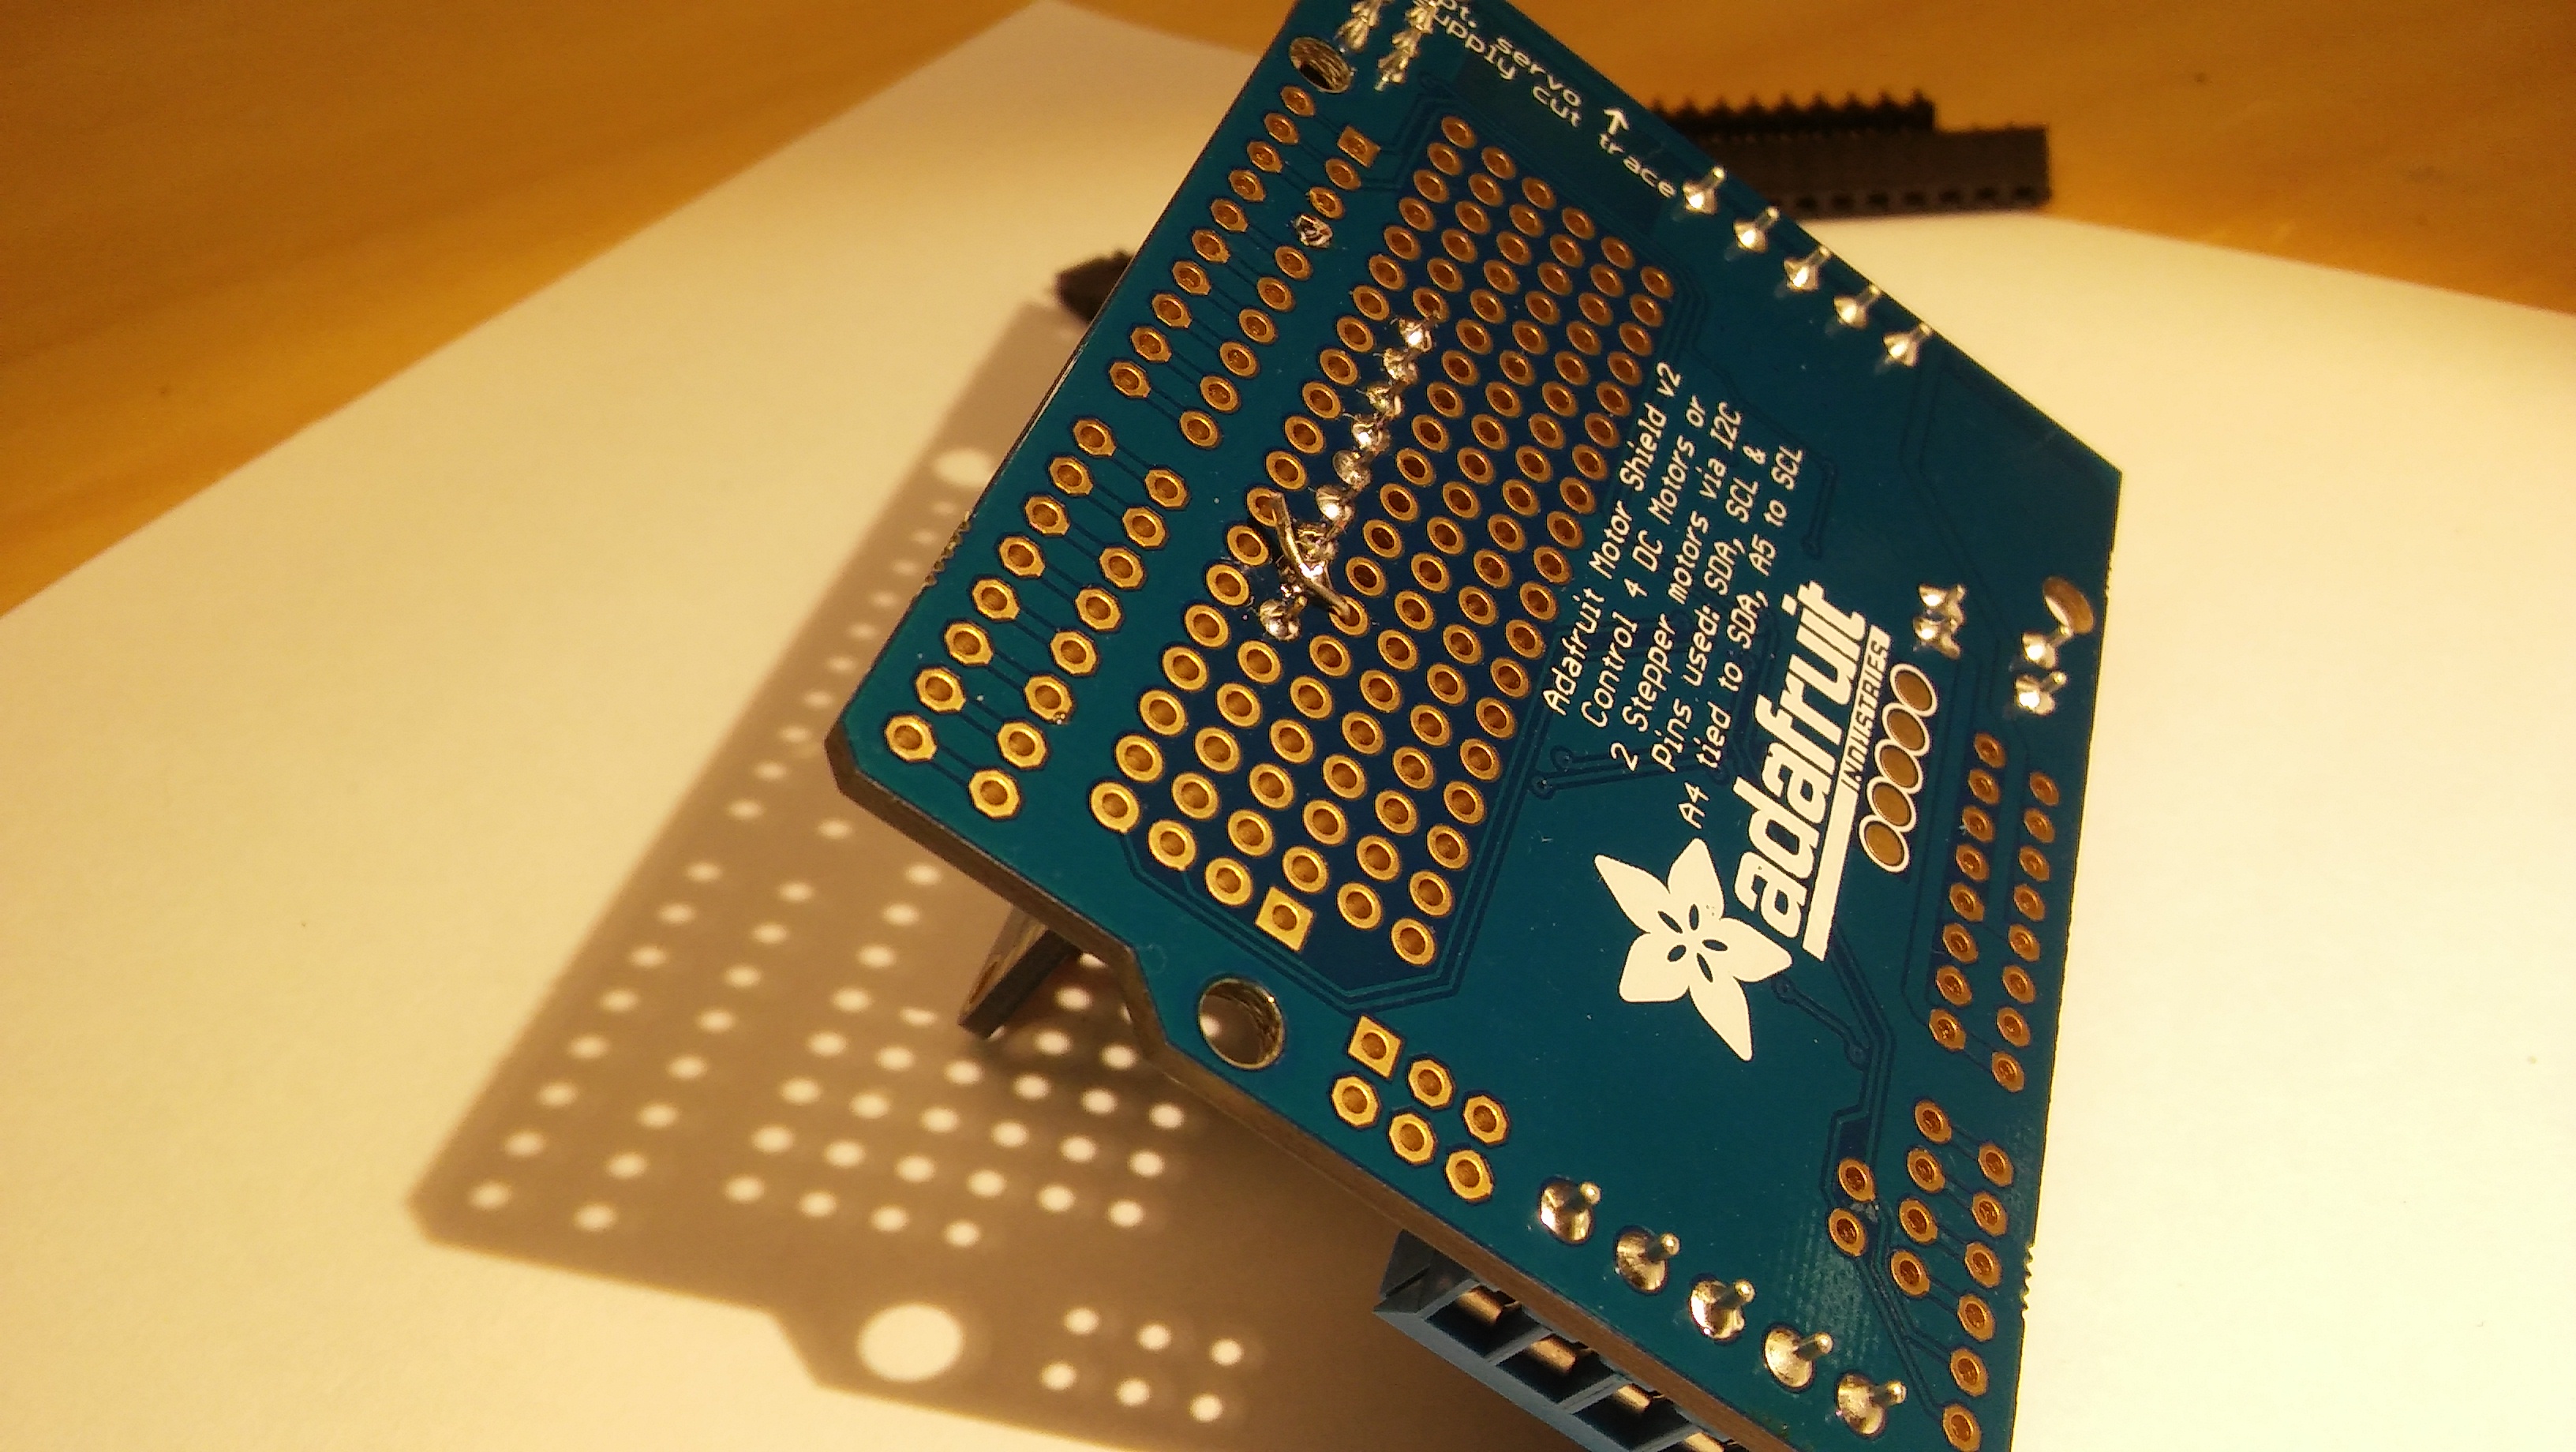 supply cut trace
servo
Adafruit Motor Shield v2
Control 4 DC Motors or
2 Stepper motors via I2C
Pins used: SDA, SCL &
A4 tied to SDA, A5 to SCL
adafruit
INDUSTRIES